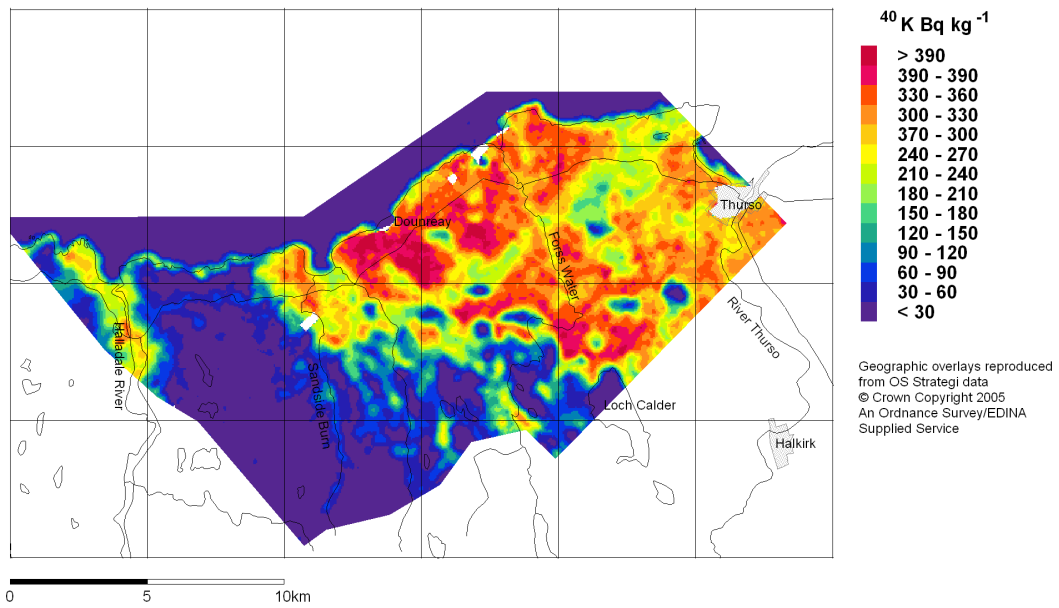 40 K Bq kg -1
> 390
390 - 390
330 - 360
300 - 330
370 - 300
240 - 270
210 - 240
180 - 210
150 - 180
120 - 150
90 - 120
60 - 90
30 - 60
< 30
Thurso
Dounreay
Forss Water
River Thurso
Halladale River
Sandside Burn
Loch Calder
Halkirk
Geographic overlays reproduced
from OS Strategi data
© Crown Copyright 2005
An Ordnance Survey/EDINA
Supplied Service
0 5 10km